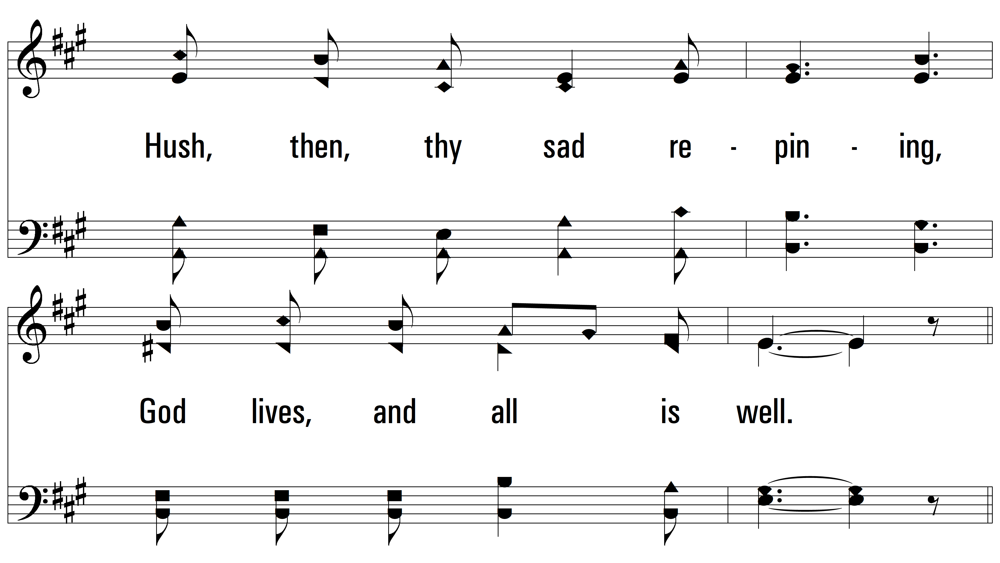 Hush, then, thy sad re - pin - ing,
God lives, and all is well.